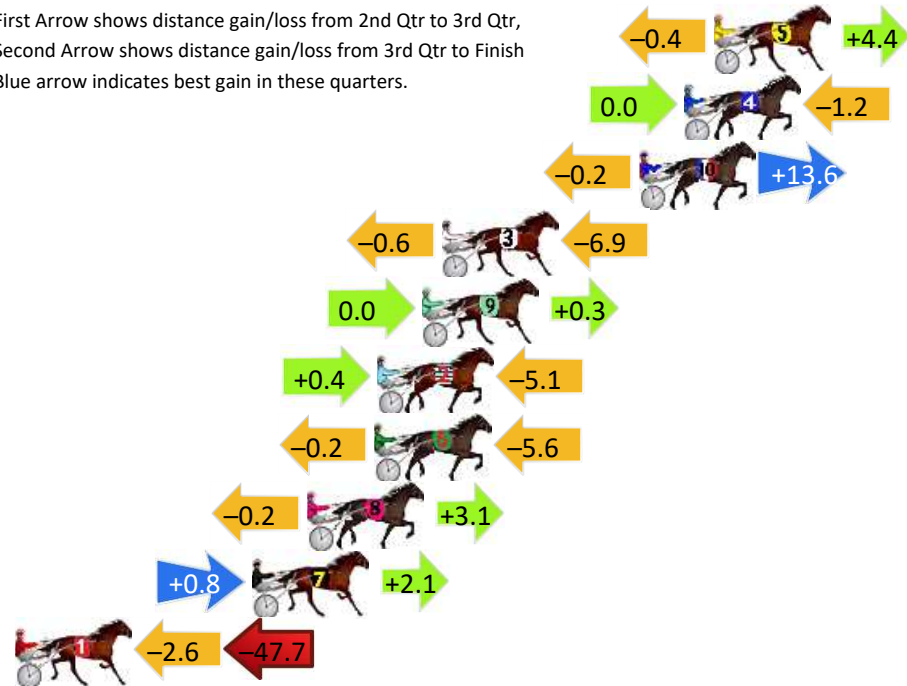 First Arrow shows distance gain/loss from 2nd Qtr to 3rd Qtr,
Second Arrow shows distance gain/loss from 3rd Qtr to Finish
Blue arrow indicates best gain in these quarters.
–0.4 5 +4.4
0.0 4 –1.2
–0.2 10 +13.6
–0.6 3 –6.9
0.0 9 +0.3
+0.4 2 –5.1
–0.2 –5.6
–0.2 8 +3.1
+0.8 7 +2.1
1 –2.6 –47.7